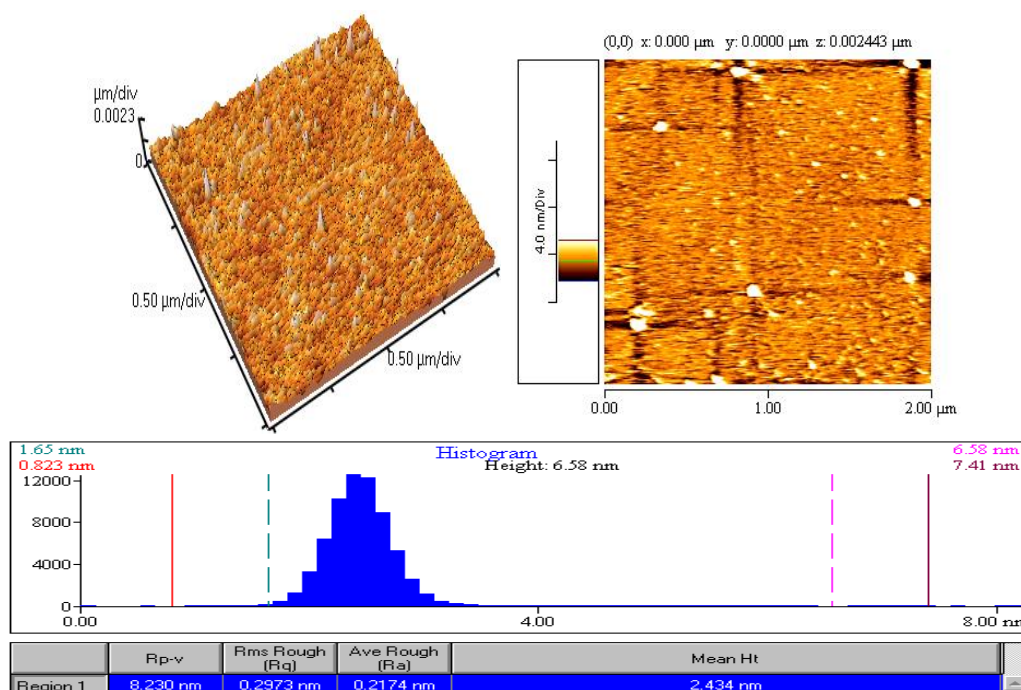 µm/div
0.0023
0
0.50 µm/div
0.50 µm/div
(0,0) x: 0.000 µm y: 0.0000 µm z: 0.002443 µm
4.0 nm/Div
0.00 1.00 2.00 µm
1.65 nm Histogram 6.58 nm
0.823 nm Height: 6.58 nm 7.41 nm
12000
8000
4000
0
0.00 4.00 8.00 nm
Rp-v Rms Rough (Rq) Ave Rough (Ra) Mean Ht
Region 1 8.230 nm 0.2973 nm 0.2174 nm 2.434 nm